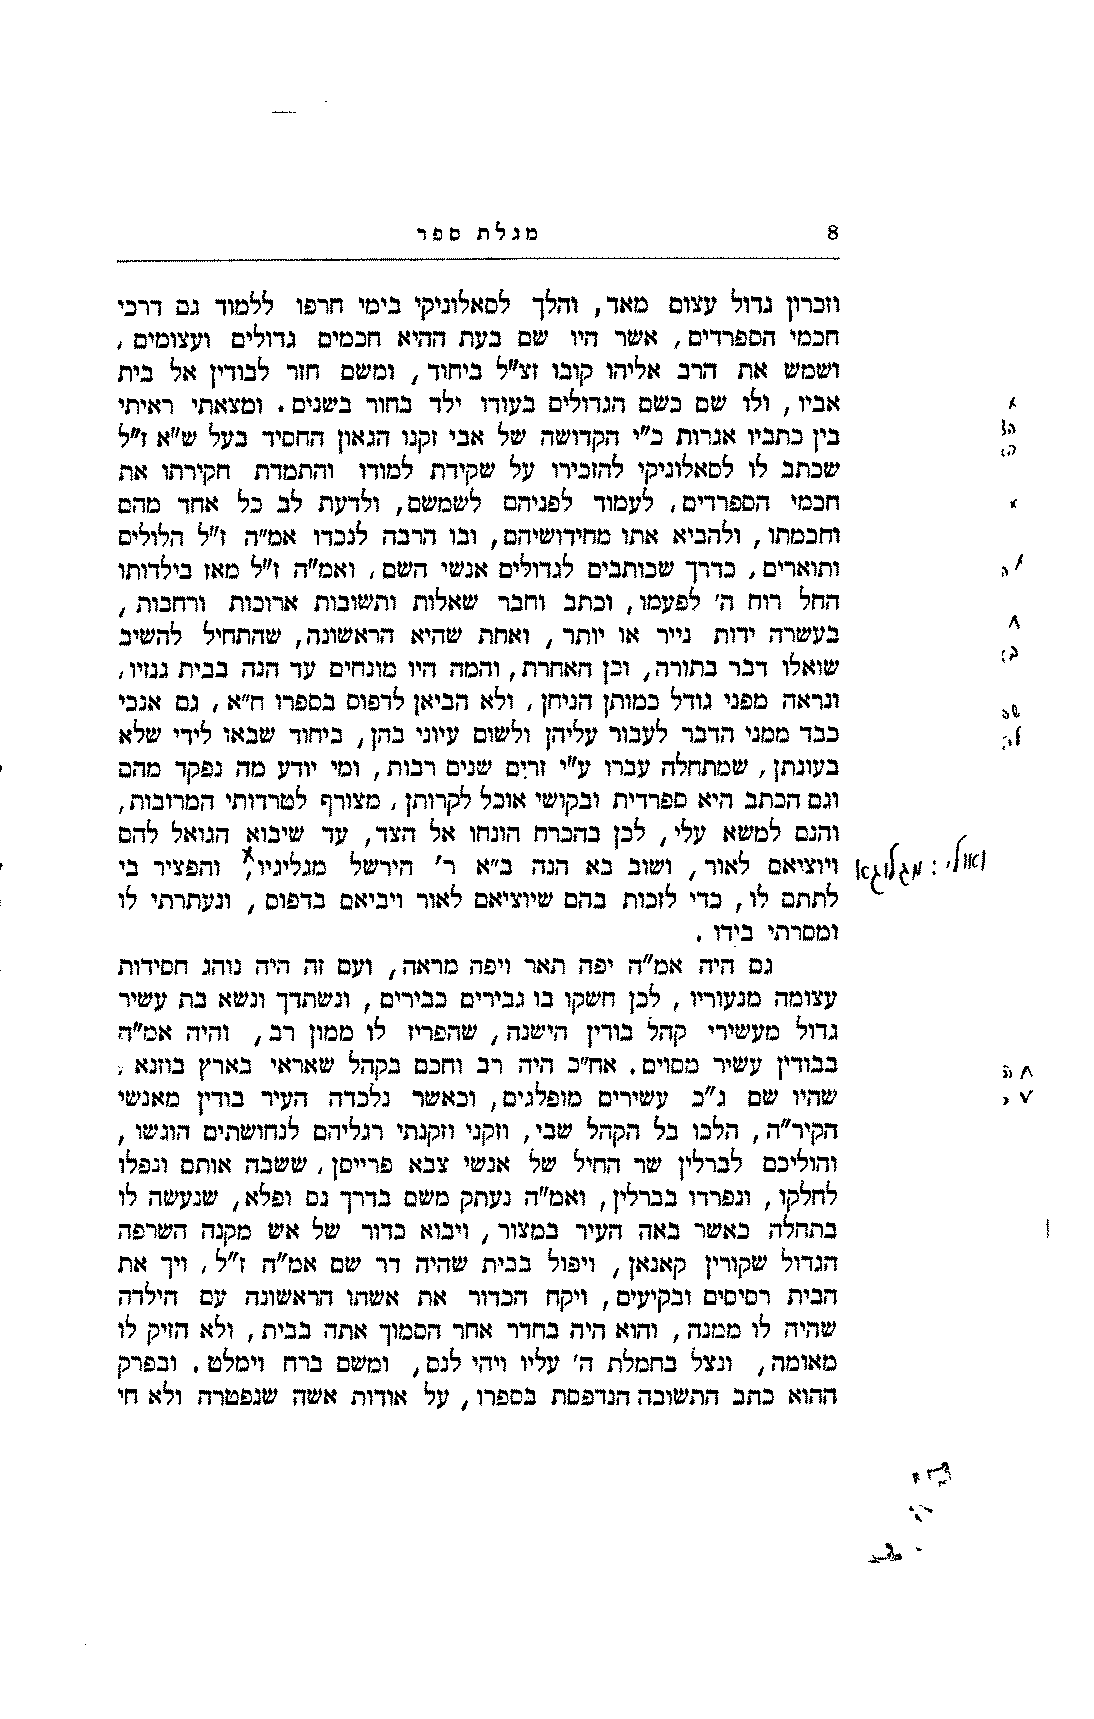 8 מגלת ספר
וזכרון גדול עצום מאד, והלך לסאלוניקי בימי חרפו ללמוד גם דרכי
חכמי הספרדים, אשר היו שם בעת ההיא חכמים גדולים ועצומים,
ושמש את הרב אליהו קובו זצ"ל ביחוד, ומשם חזר לבודין אל בית
אביו, ולו שם כשם הגדולים בעודו ילד בחור בשנים. ומצאתי ראיתי
בין כתביו אגרות כ"י הקדושה של אבי זקנו הגאון החסיד בעל ש"א ז"ל
שכתב לו לסאלוניקי להזכירו על שקידת למודו והתמדת חקירתו את
חכמי הספרדים, לעמוד לפניהם לשמשם, ולדעת לב כל אחד מהם
וחכמתו, ולהביא אתו מחידושיהם, ובו הרבה לנכדו אמ"ה ז"ל הלולים
ותוארים, כדרך שכותבים לגדולים אנשי השם, ואמ"ה ז"ל מאז בילדותו
החל רוח ה' לפעמו, וכתב וחבר שאלות ותשובות ארוכות ורחבות,
בעשרה ידות נייר או יותר, ואחת שהיא הראשונה, שהתחיל להשיב
שואלו דבר בתורה, וכן האחרת, והמה היו מונחים עד הנה בבית גנזיו,
ונראה מפני גודל כמותן הניחן, ולא הביאן לדפוס בספרו ח"א, גם אנכי
כבד ממני הדבר לעבור עליהן ולשום עיוני בהן, ביחוד שבאו לידי שלא
בעונתן, שמתחלה עברו ע"י זרים שנים רבות, ומי יודע מה נפקד מהם
וגם הכתב היא ספרדית ובקושי אוכל לקרותן, מצורף לטרדותי המרובות,
והנם למשא עלי, לכן בהכרח הונחו אל הצד, עד שיבוא הגואל להם
ויוציאם לאור, ושוב בא הנה ב"א ר' הירשל מגליניו, והפציר בי
לתתם לו, כדי לזכות בהם שיוציאם לאור ויביאם בדפוס, ונעתרתי לו
ומסרתי בידו.
גם היה אמ"ה יפה תאר ויפה מראה, ועם זה היה נוהג חסידות
עצומה מנעוריו, לכן חשקו בו גבירים כבירים, ונשתדך ונשא בת עשיר
גדול מעשירי קהל בודין הישנה, שהפריז לו ממון רב, והיה אמ"ה
בבודין עשיר מסוים. אח"כ היה רב וחכם בקהל שאראי בארץ בוזנא,
שהיו שם ג"כ עשירים מופלגים, וכאשר נלכדה העיר בודין מאנשי
הקיר"ה, הלכו כל הקהל שבי, וזקני וזקנתי רגליהם לנחושתים הוגשו,
והוליכם לברלין שר החיל של אנשי צבא פרייסן, ששבה אותם ונפלו
לחלקו, ונפרדו בברלין, ואמ"ה נעתק משם בדרך נס ופלא, שנעשה לו
בתחלה כאשר באה העיר במצור, ויבוא כדור של אש מקנה השרפה
הגדול שקורין קאנאן, ויפול בבית שהיה דר שם אמ"ה ז"ל, ויך את
הבית רסיסים ובקיעים, ויקח הכדור את אשתו הראשונה עם הילדה
שהיה לו ממנה, והוא היה בחדר אחר הסמוך אתה בבית, ולא הזיק לו
מאומה, ונצל בחמלת ה' עליו ויהי לנס, ומשם ברח וימלט. ובפרק
ההוא כתב התשובה הנדפסת בספרו, על אודות אשה שנפטרה ולא חי